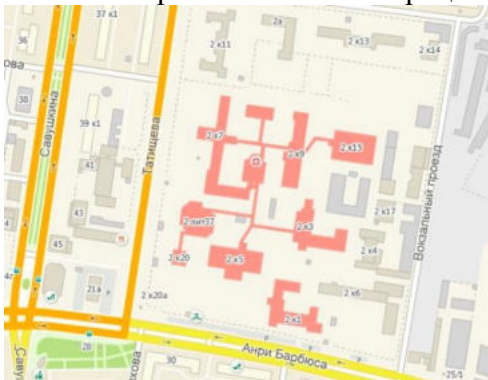 37 к1
2а
2 к11
2 к13
2 к14
36
ова
38
39 к1
Савушкина
Татищева
2 к7
2 к9
2 к15
41
43
45
2 лит37
2 к3
2 к17
2 к4
Вокзальный проезд
2 к20
2 к5
21а
2 к20а
2 к6
2 к1
28
30
Анри Барбюса
хова
Саву
25/1